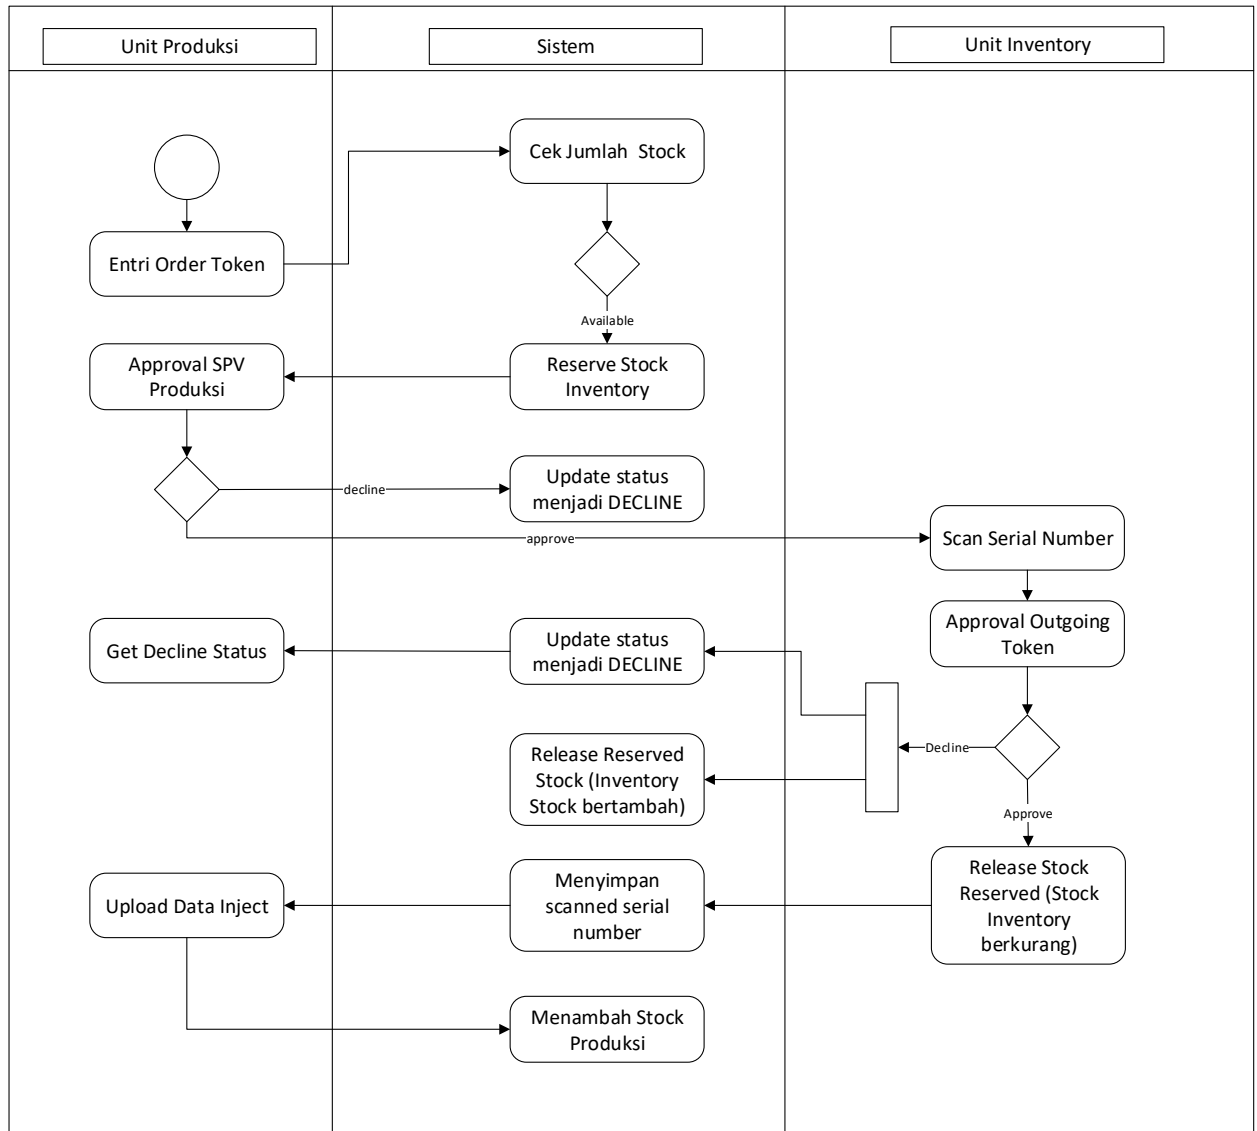 Unit Produksi
Sistem
Unit Inventory
Cek Jumlah  Stock
Entri Order Token
Available
Approval SPV
Produksi
Reserve Stock
Inventory
decline
Update status
menjadi DECLINE
approve
Scan Serial Number
Approval Outgoing
Token
Get Decline Status
Update status
menjadi DECLINE
Decline
Release Reserved
Stock (Inventory
Stock bertambah)
Approve
Release Stock
Reserved (Stock
Inventory
berkurang)
Menyimpan
scanned serial
number
Upload Data Inject
Menambah Stock
Produksi